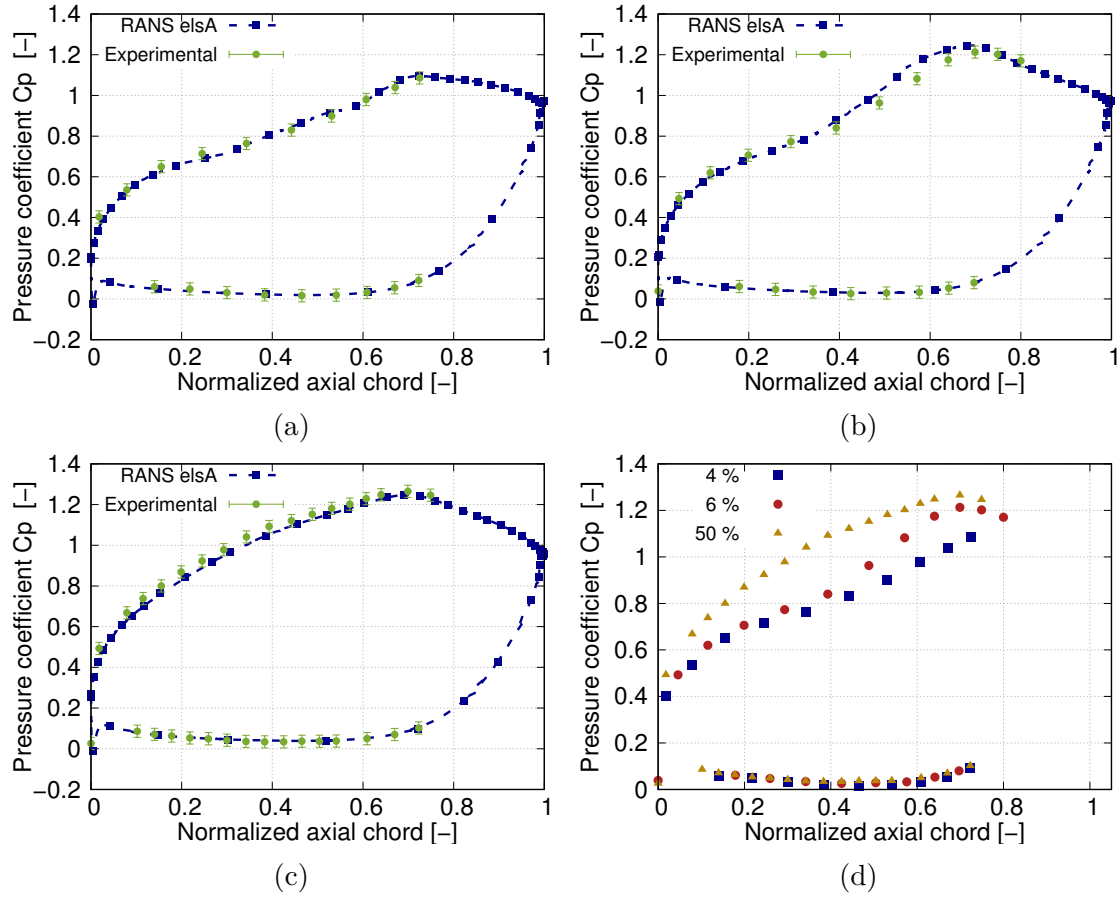 RANS elsA
Experimental
Pressure coefficient Cp [−]
1.4
1.2
1
0.8
0.6
0.4
0.2
0
−0.2
0 0.2 0.4 0.6 0.8 1
Normalized axial chord [−]
(a)
RANS elsA
Experimental
Pressure coefficient Cp [−]
1.4
1.2
1
0.8
0.6
0.4
0.2
0
−0.2
0 0.2 0.4 0.6 0.8 1
Normalized axial chord [−]
(b)
RANS elsA
Experimental
Pressure coefficient Cp [−]
1.4
1.2
1
0.8
0.6
0.4
0.2
0
−0.2
0 0.2 0.4 0.6 0.8 1
Normalized axial chord [−]
(c)
4 %
6 %
50 %
Pressure coefficient Cp [−]
1.4
1.2
1
0.8
0.6
0.4
0.2
0
0 0.2 0.4 0.6 0.8 1
Normalized axial chord [−]
(d)